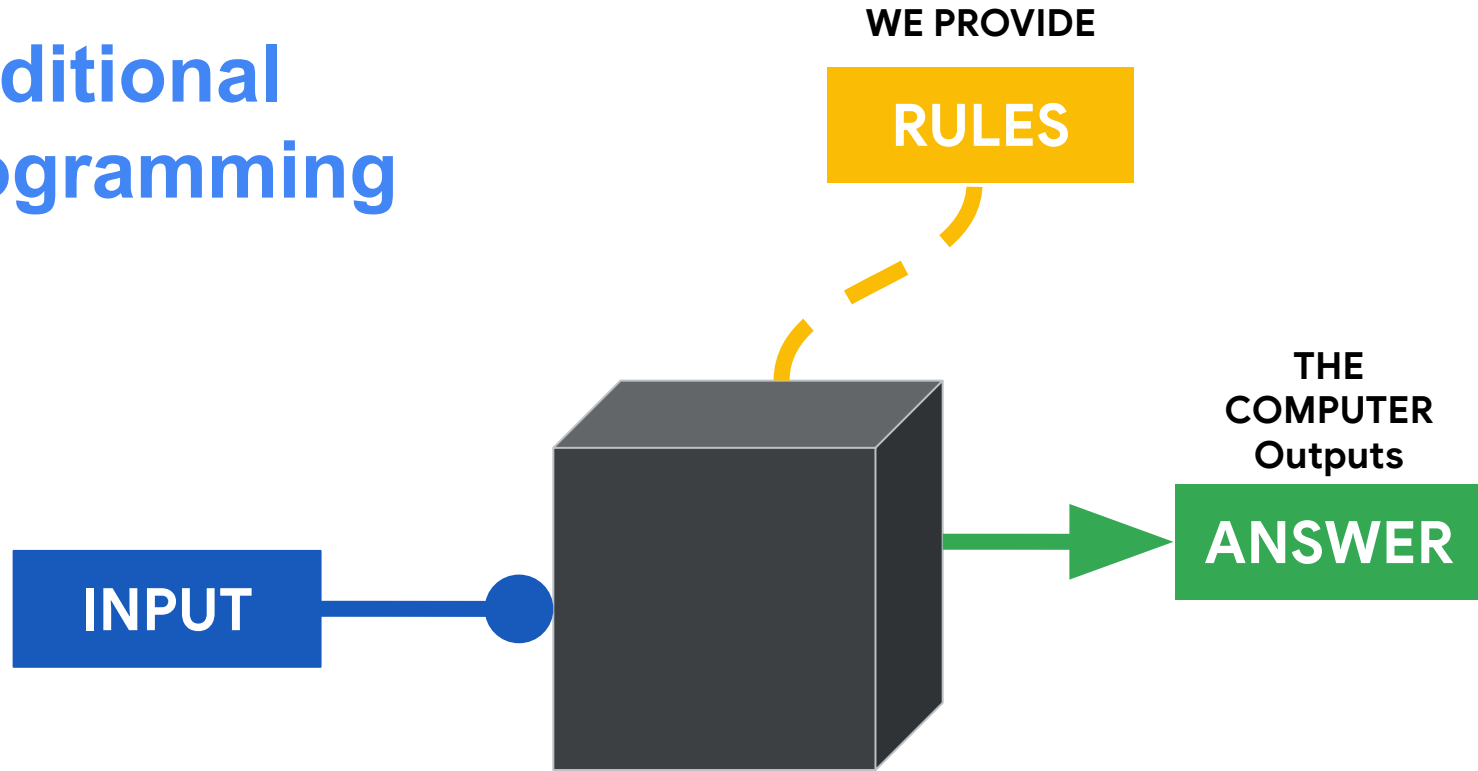 ditional
ogramming
WE PROVIDE
RULES
THE
COMPUTER
Outputs
ANSWER
INPUT